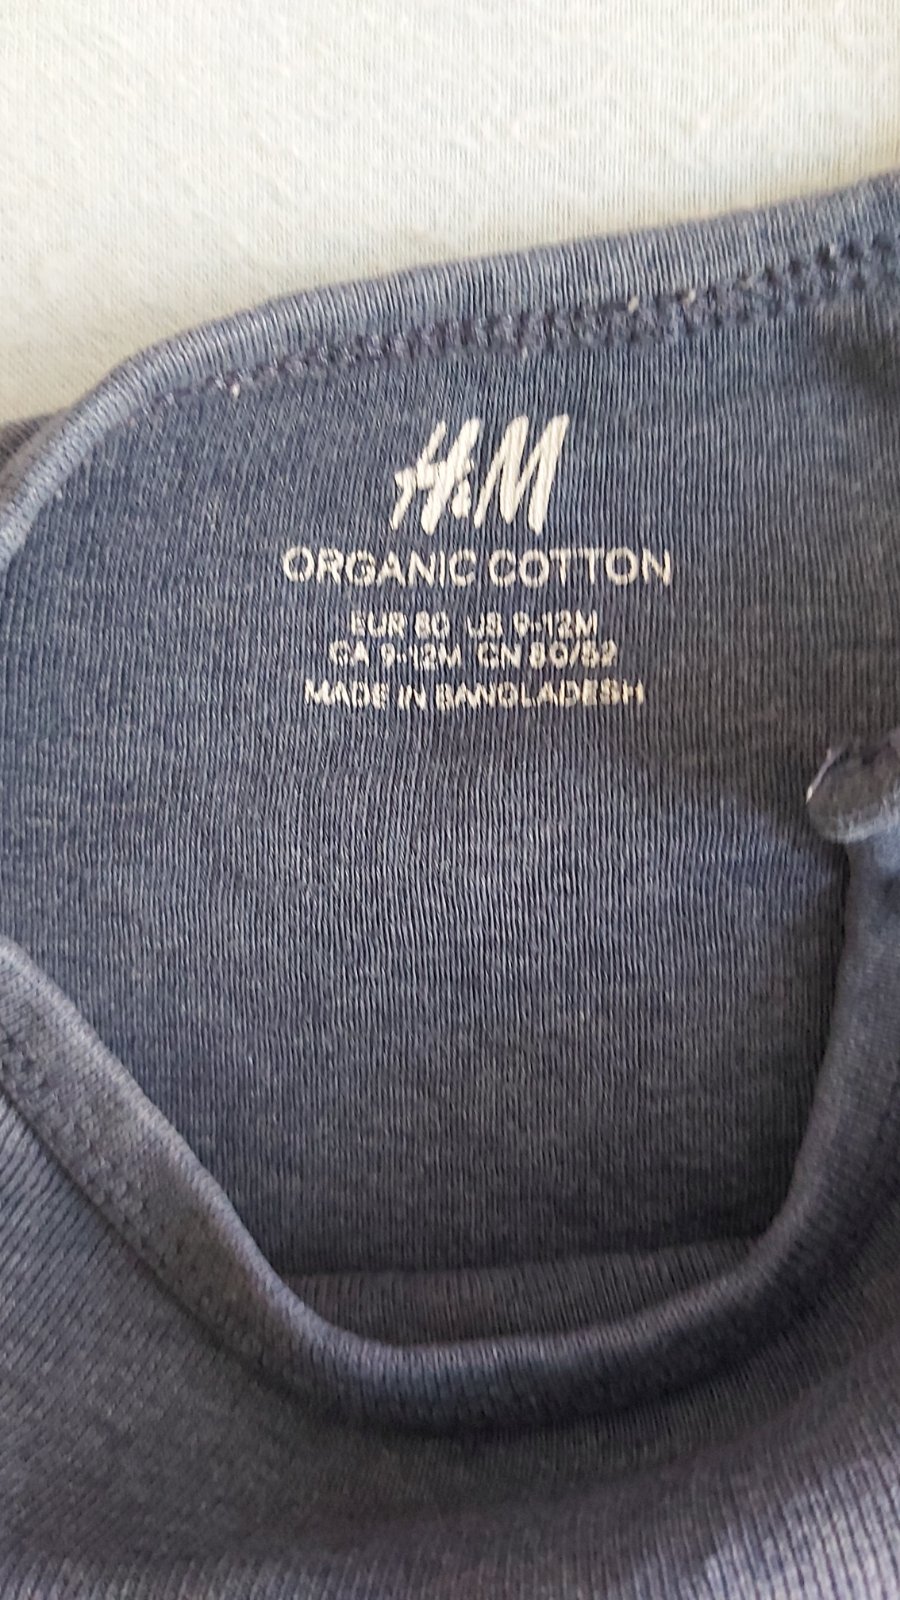 H&M
ORGANIC COTTON
EUR 80 US 9-12M
CA 9-12M CN 80/52
MADE IN BANGLADESH